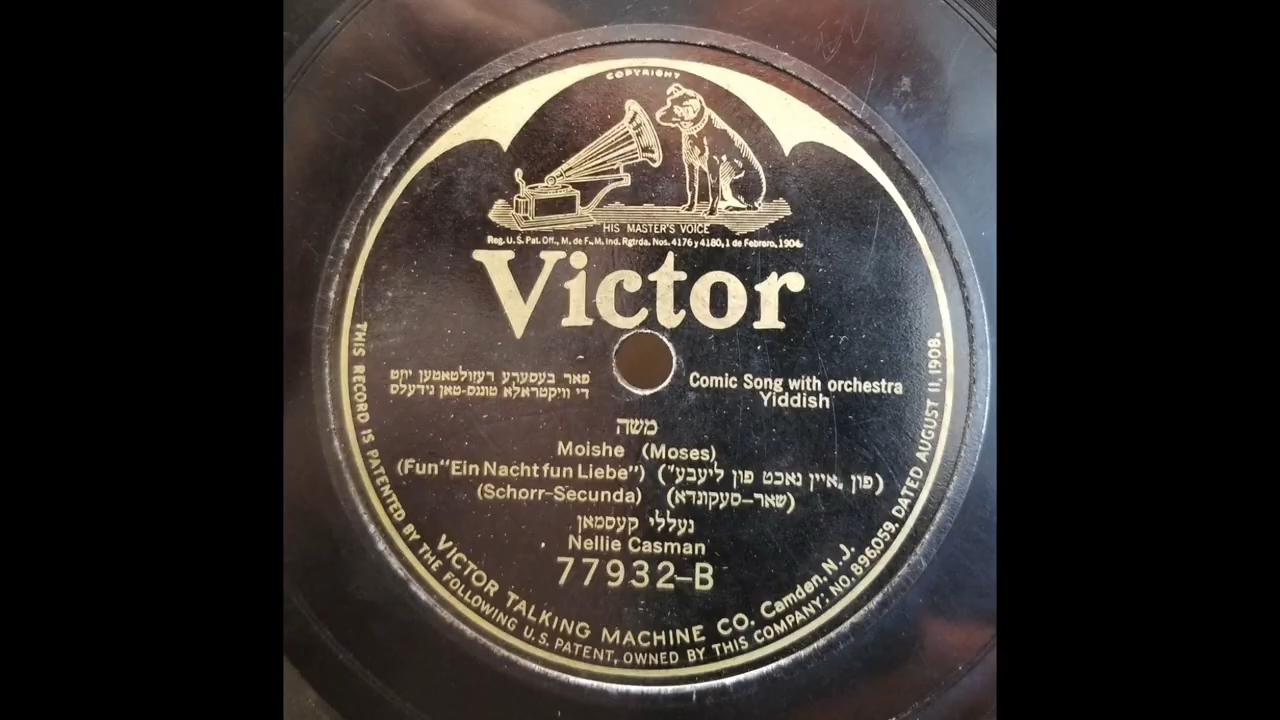 COPYRIGHT
HIS MASTER'S VOICE
Reg. U.S. Pat. Off., M. de F., M. Ind. Rgtrda. Nos. 4176 y 4180, 1 de Febrero, 1904.
Victor
פאר בעסערע רעזולטאטען יוזט
די וויקטראלא טונגס-טאן נידעלס
Comic Song with orchestra
Yiddish
משה
Moishe (Moses)
(Fun "Ein Nacht fun Liebe") (פון „איין נאכט פון ליעבע")
(Schorr-Secunda) (שאר-סעקונדא)
נעללי קעסמאן
Nellie Casman
77932-B
VICTOR TALKING MACHINE CO. Camden, N.J.
THIS RECORD IS PATENTED BY THE FOLLOWING U.S. PATENT, OWNED BY THIS COMPANY: NO. 896,059, DATED AUGUST 11, 1908.